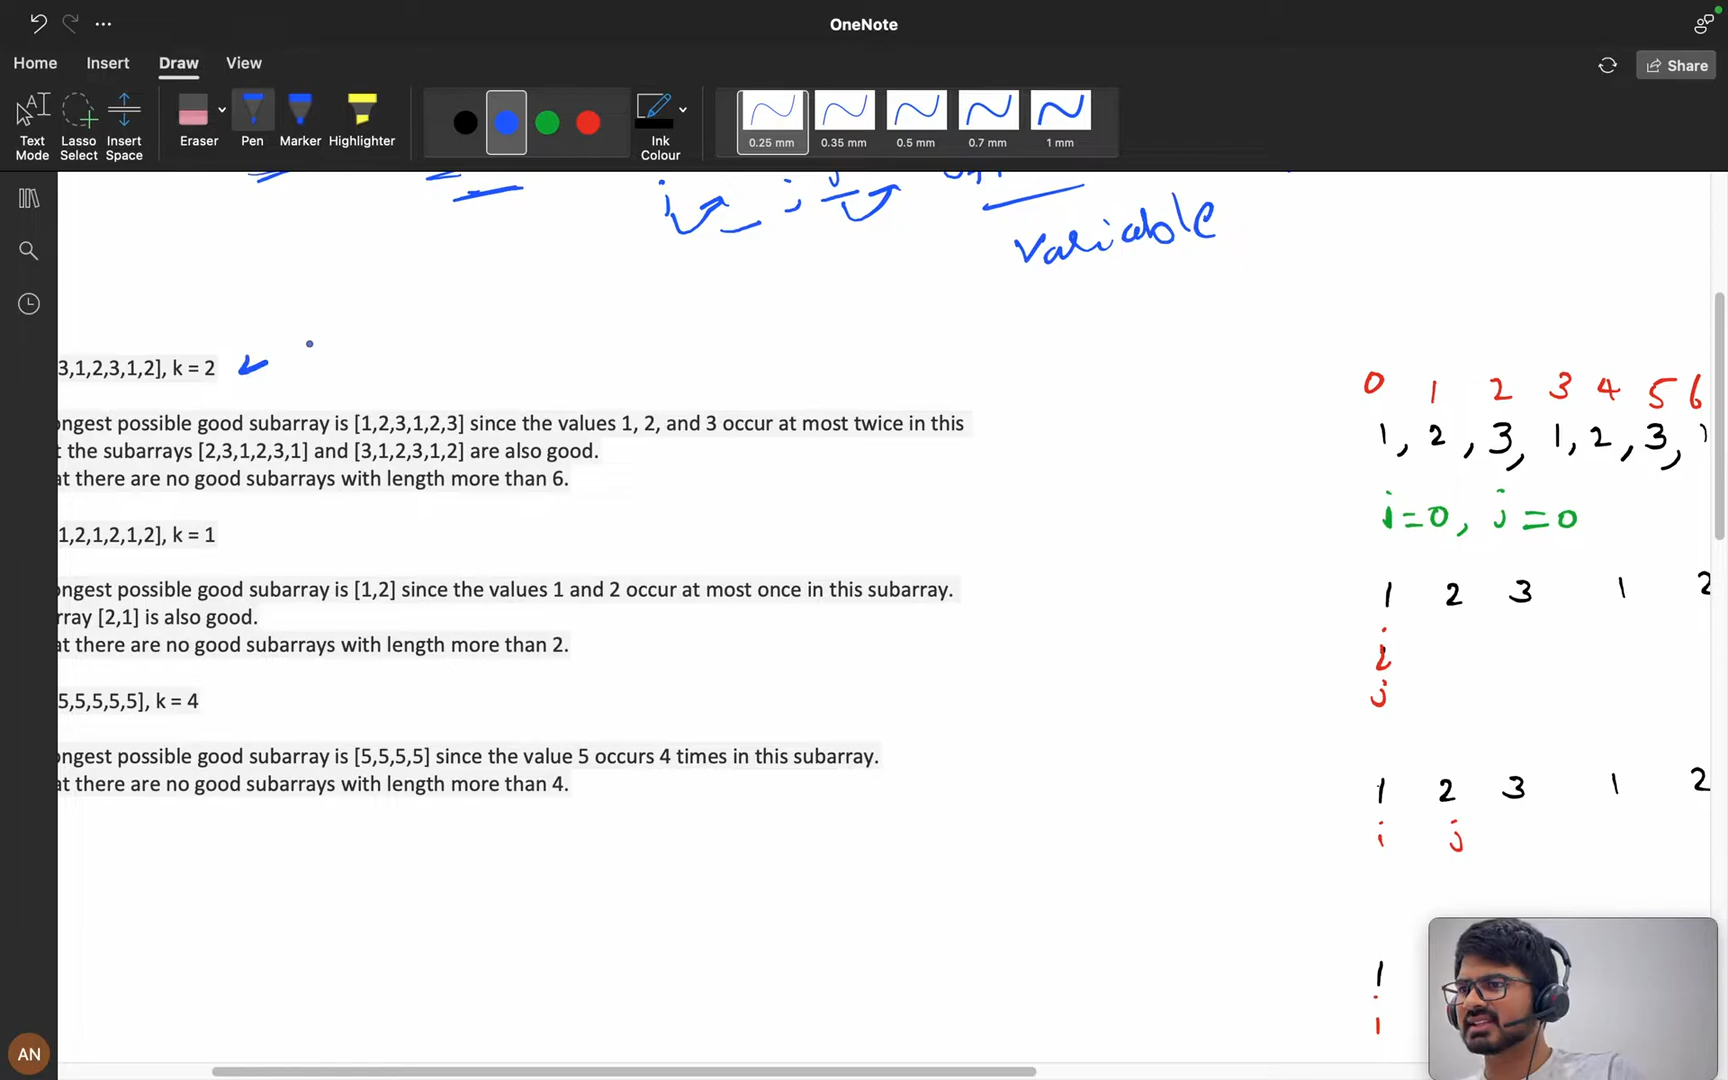 OneNote
Home Insert Draw View
Share
Text Mode
Lasso Select
Insert Space
Eraser
Pen
Marker
Highlighter
Ink Colour
0.25 mm
0.35 mm
0.5 mm
0.7 mm
1 mm
i j
variable
3,1,2,3,1,2], k = 2
ongest possible good subarray is [1,2,3,1,2,3] since the values 1, 2, and 3 occur at most twice in this
at the subarrays [2,3,1,2,3,1] and [3,1,2,3,1,2] are also good.
at there are no good subarrays with length more than 6.
1,2,1,2,1,2], k = 1
ongest possible good subarray is [1,2] since the values 1 and 2 occur at most once in this subarray.
rray [2,1] is also good.
at there are no good subarrays with length more than 2.
5,5,5,5,5], k = 4
ongest possible good subarray is [5,5,5,5] since the value 5 occurs 4 times in this subarray.
at there are no good subarrays with length more than 4.
0 1 2 3 4 5 6
1, 2, 3, 1, 2, 3, 1
i=0, j=0
1 2 3 1 2
i
j
1 2 3 1 2
i j
1
i
AN